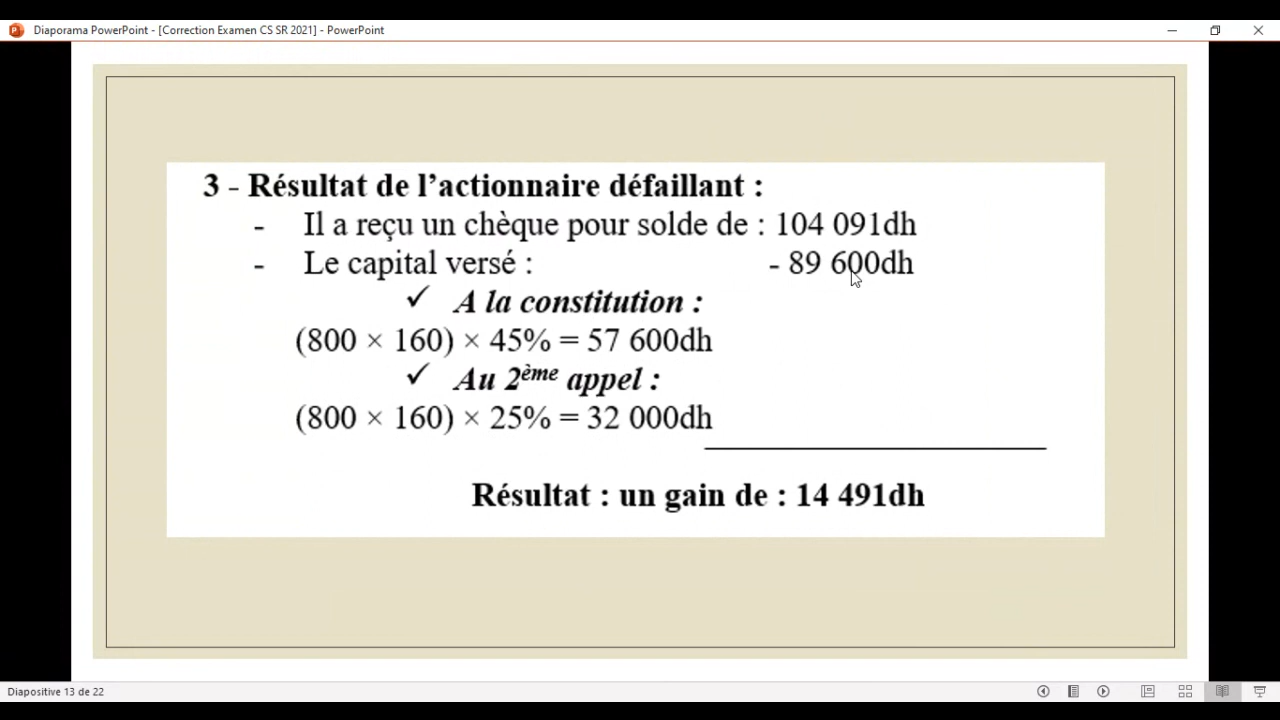 Diaporama PowerPoint - [Correction Examen CS SR 2021] - PowerPoint
3 - Résultat de l’actionnaire défaillant :
- Il a reçu un chèque pour solde de : 104 091dh
- Le capital versé : - 89 600dh
✓ A la constitution :
(800 × 160) × 45% = 57 600dh
✓ Au 2ème appel :
(800 × 160) × 25% = 32 000dh
Résultat : un gain de : 14 491dh
Diapositive 13 de 22